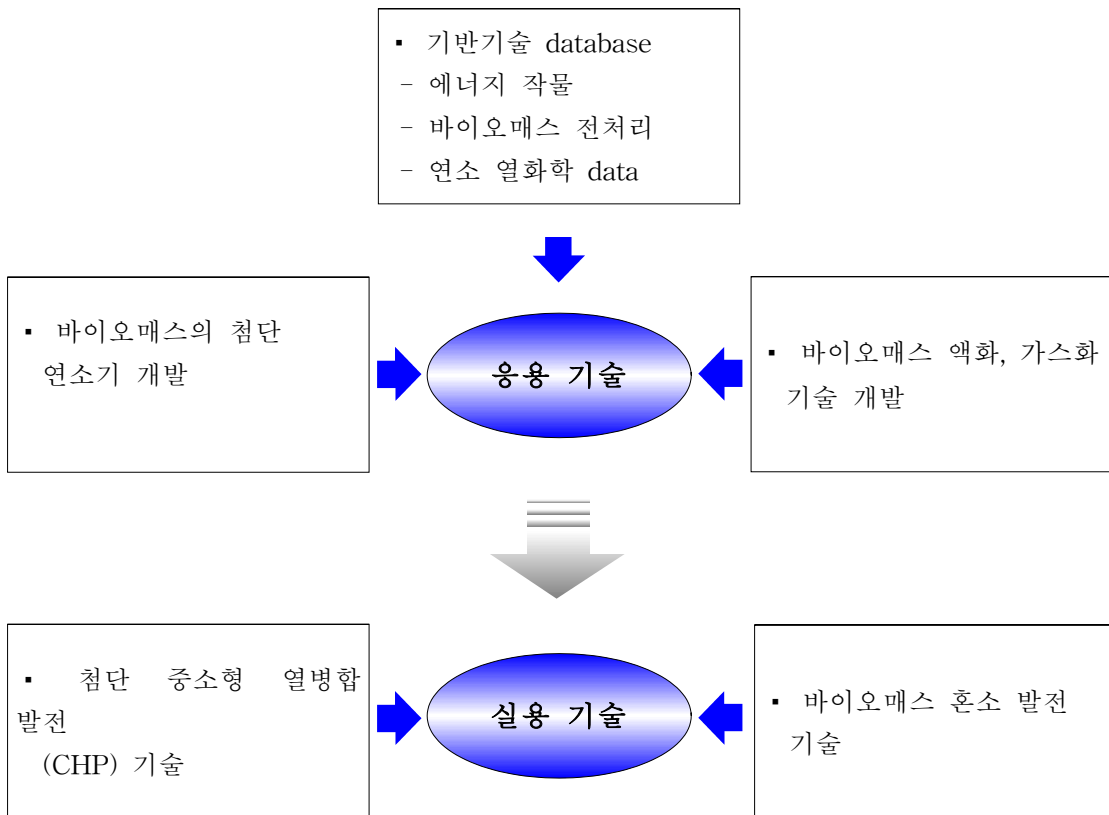 ▪ 기반기술 database
- 에너지 작물
- 바이오매스 전처리
- 연소 열화학 data
▪ 바이오매스의 첨단
연소기 개발
응용 기술
▪ 바이오매스 액화, 가스화
기술 개발
▪ 첨단 중소형 열병합
발전
(CHP) 기술
실용 기술
▪ 바이오매스 혼소 발전
기술